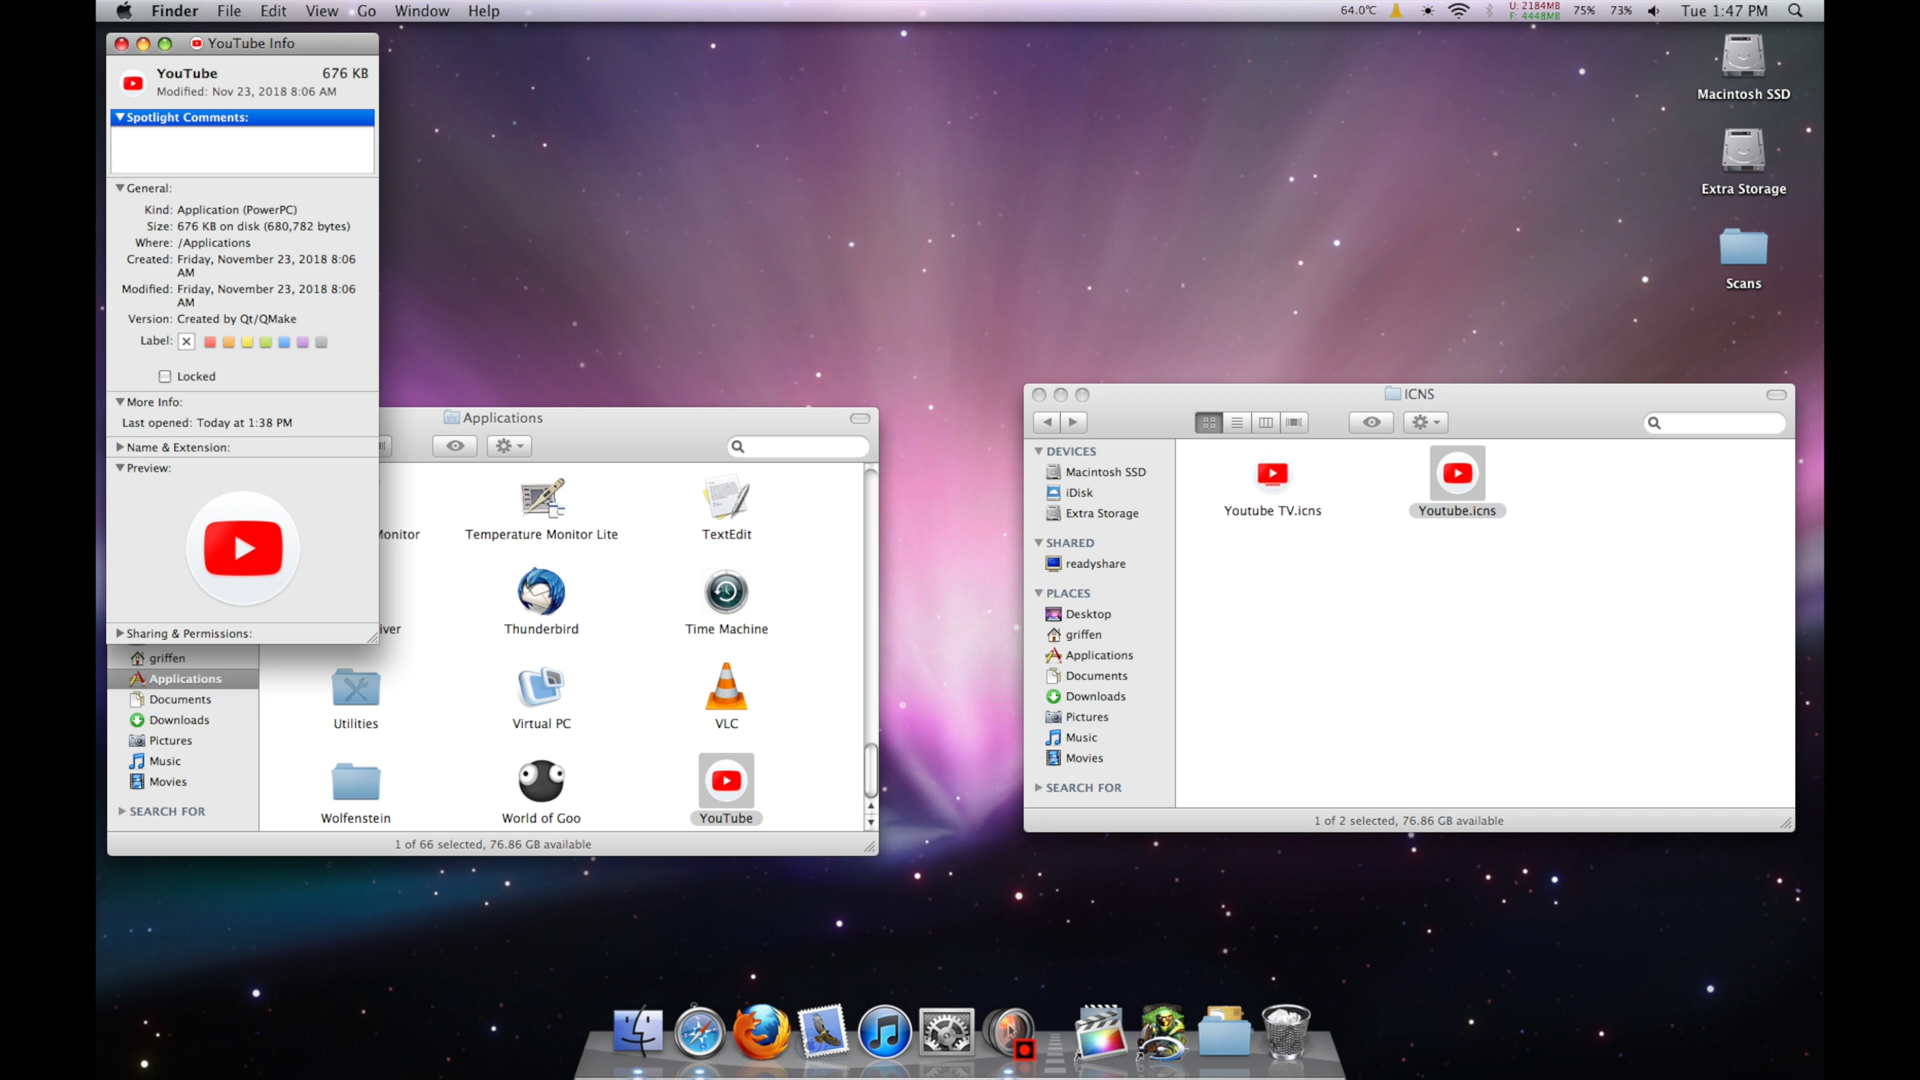 Finder File Edit View Go Window Help
64.0°C U: 2184MB F: 4448MB 75% 73% Tue 1:47 PM
YouTube Info
YouTube 676 KB
Modified: Nov 23, 2018 8:06 AM
Spotlight Comments:
General:
Kind: Application (PowerPC)
Size: 676 KB on disk (680,782 bytes)
Where: /Applications
Created: Friday, November 23, 2018 8:06
AM
Modified: Friday, November 23, 2018 8:06
AM
Version: Created by Qt/QMake
Label:
Locked
More Info:
Last opened: Today at 1:38 PM
Name & Extension:
Preview:
Sharing & Permissions:
Applications
Monitor Temperature Monitor Lite TextEdit
iver Thunderbird Time Machine
Utilities Virtual PC VLC
Wolfenstein World of Goo YouTube
griffen
Applications
Documents
Downloads
Pictures
Music
Movies
SEARCH FOR
1 of 66 selected, 76.86 GB available
ICNS
DEVICES
Macintosh SSD
iDisk
Extra Storage
SHARED
readyshare
PLACES
Desktop
griffen
Applications
Documents
Downloads
Pictures
Music
Movies
SEARCH FOR
Youtube TV.icns Youtube.icns
1 of 2 selected, 76.86 GB available
Macintosh SSD
Extra Storage
Scans